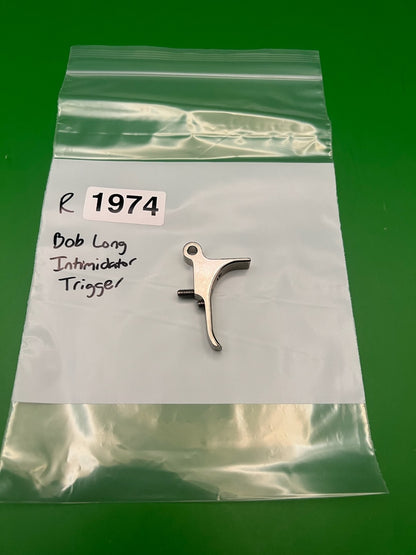 R 1974
Bob Long
Intimidator
Trigger